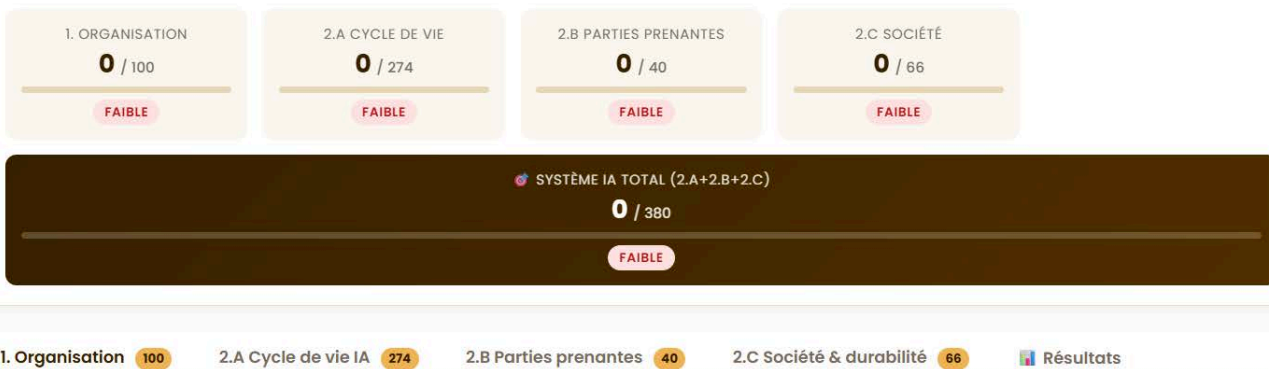 1. ORGANISATION
0 / 100
FAIBLE
2.A CYCLE DE VIE
0 / 274
FAIBLE
2.B PARTIES PRENANTES
0 / 40
FAIBLE
2.C SOCIÉTÉ
0 / 66
FAIBLE
SYSTÈME IA TOTAL (2.A+2.B+2.C)
0 / 380
FAIBLE
1. Organisation 100
2.A Cycle de vie IA 274
2.B Parties prenantes 40
2.C Société & durabilité 66
Résultats